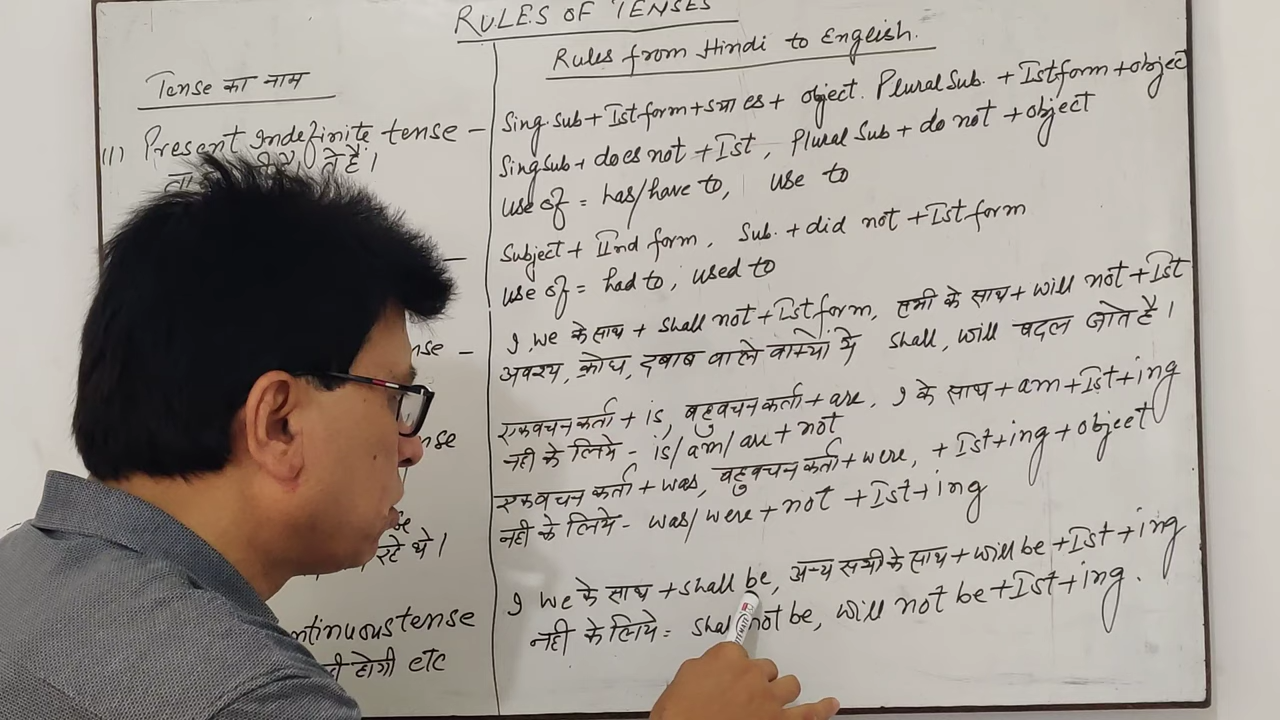 RULES OF TENSES
Rules from Hindi to English.
Tense का नाम
(1) Present Indefinite tense –
ते हैं।
Sing. Sub + Ist form + s या es + object. Plural Sub. + Ist form + object
Sing Sub + does not + Ist, Plural Sub + do not + object
use of = has/have to, use to
Subject + IInd form, Sub. + did not + Ist form
use of = had to, used to
I, we के साथ + shall not + Ist form, सभी के साथ + will not + Ist
अवश्य, क्रोध, दबाब वाले वाक्यों में shall, will बदल जाते है।
एकवचन कर्ता + is, बहुवचन कर्ता + are, I के साथ + am + Ist + ing
नही के लिये – is/am/are + not
एकवचन कर्ता + was, बहुवचन कर्ता + were, + Ist + ing + object
नही के लिये – was/were + not + Ist + ing
रहे थे।
I we के साथ + shall be, अन्य सभी के साथ + will be + Ist + ing
नही के लिये = shall not be, will not be + Ist + ing.
tense
होगी etc